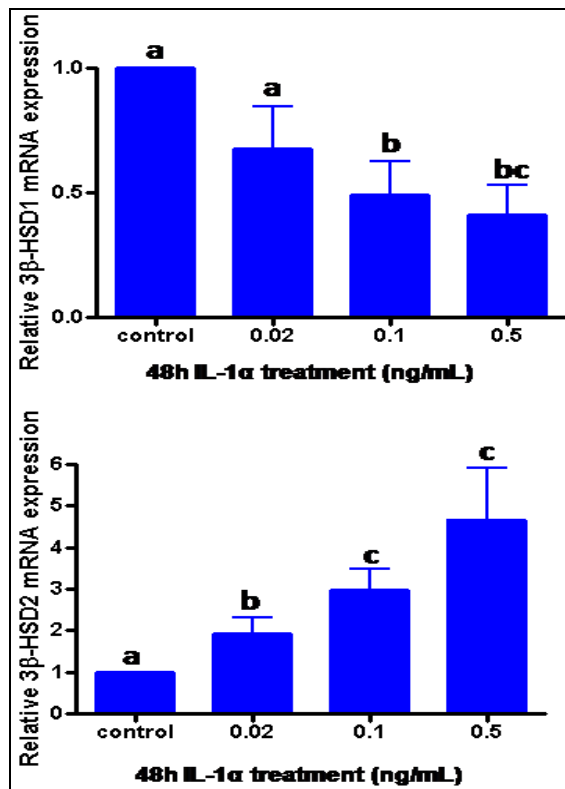 Relative 3β-HSD1 mRNA expression
1.0
0.5
0.0
a
a
b
bc
control 0.02 0.1 0.5
48h IL-1α treatment (ng/mL)
Relative 3β-HSD2 mRNA expression
6
5
4
3
2
1
0
a
b
c
c
control 0.02 0.1 0.5
48h IL-1α treatment (ng/mL)